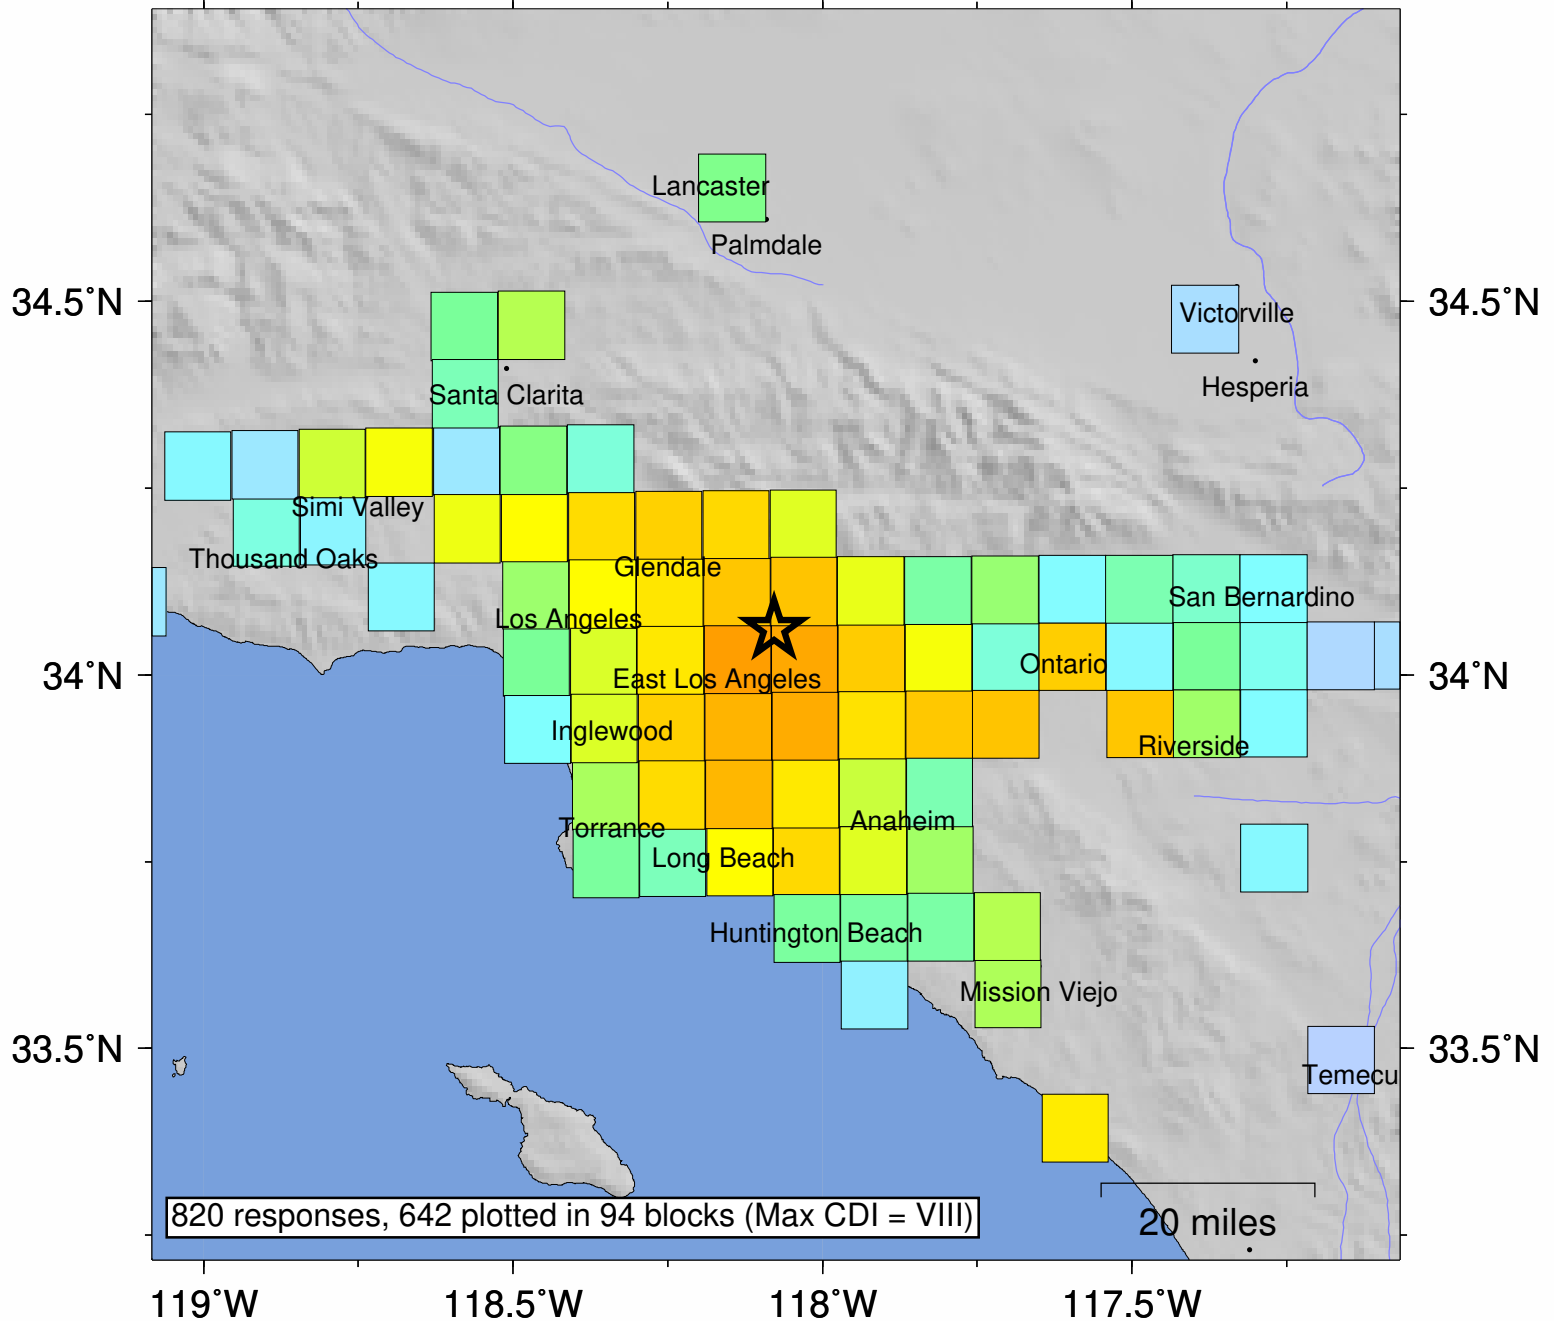 Lancaster
Palmdale
34.5°N
34.5°N
Victorville
Hesperia
Santa Clarita
Simi Valley
Thousand Oaks
Glendale
San Bernardino
Los Angeles
34°N
Ontario
34°N
East Los Angeles
Inglewood
Riverside
Torrance
Anaheim
Long Beach
Huntington Beach
Mission Viejo
33.5°N
33.5°N
Temecu
820 responses, 642 plotted in 94 blocks (Max CDI = VIII)
20 miles
119°W
118.5°W
118°W
117.5°W